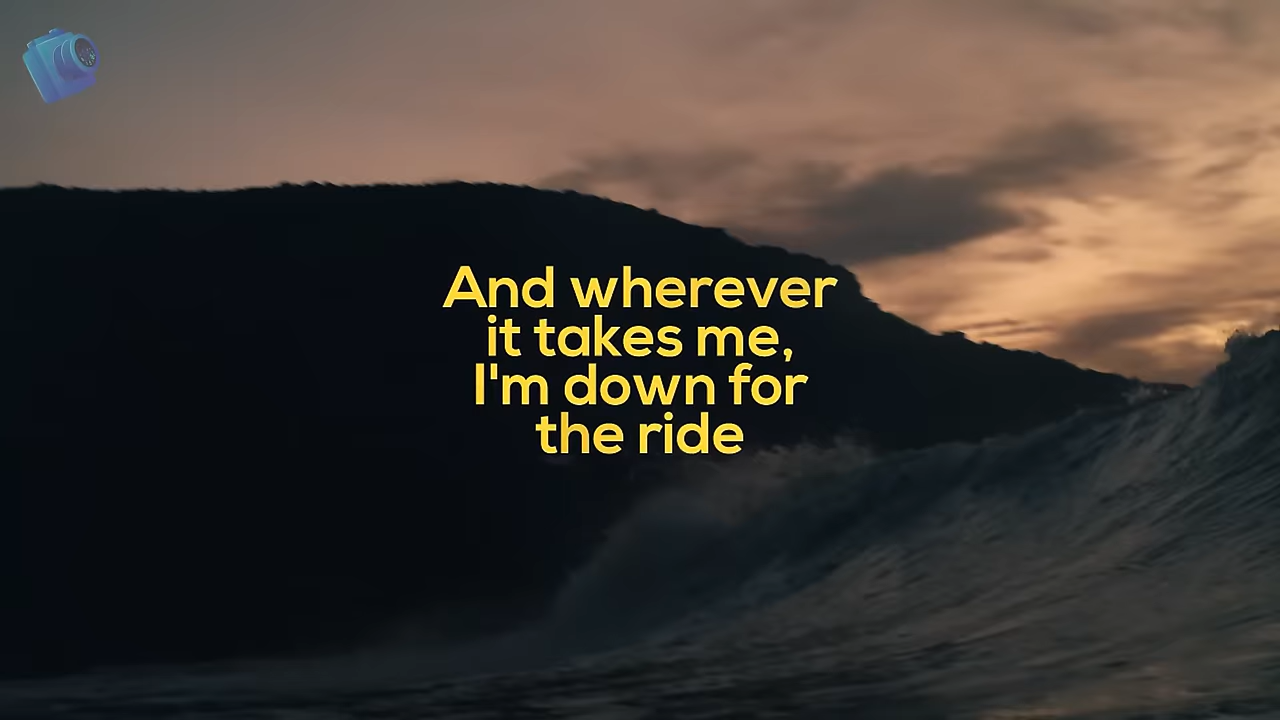 And wherever
it takes me,
I'm down for
the ride